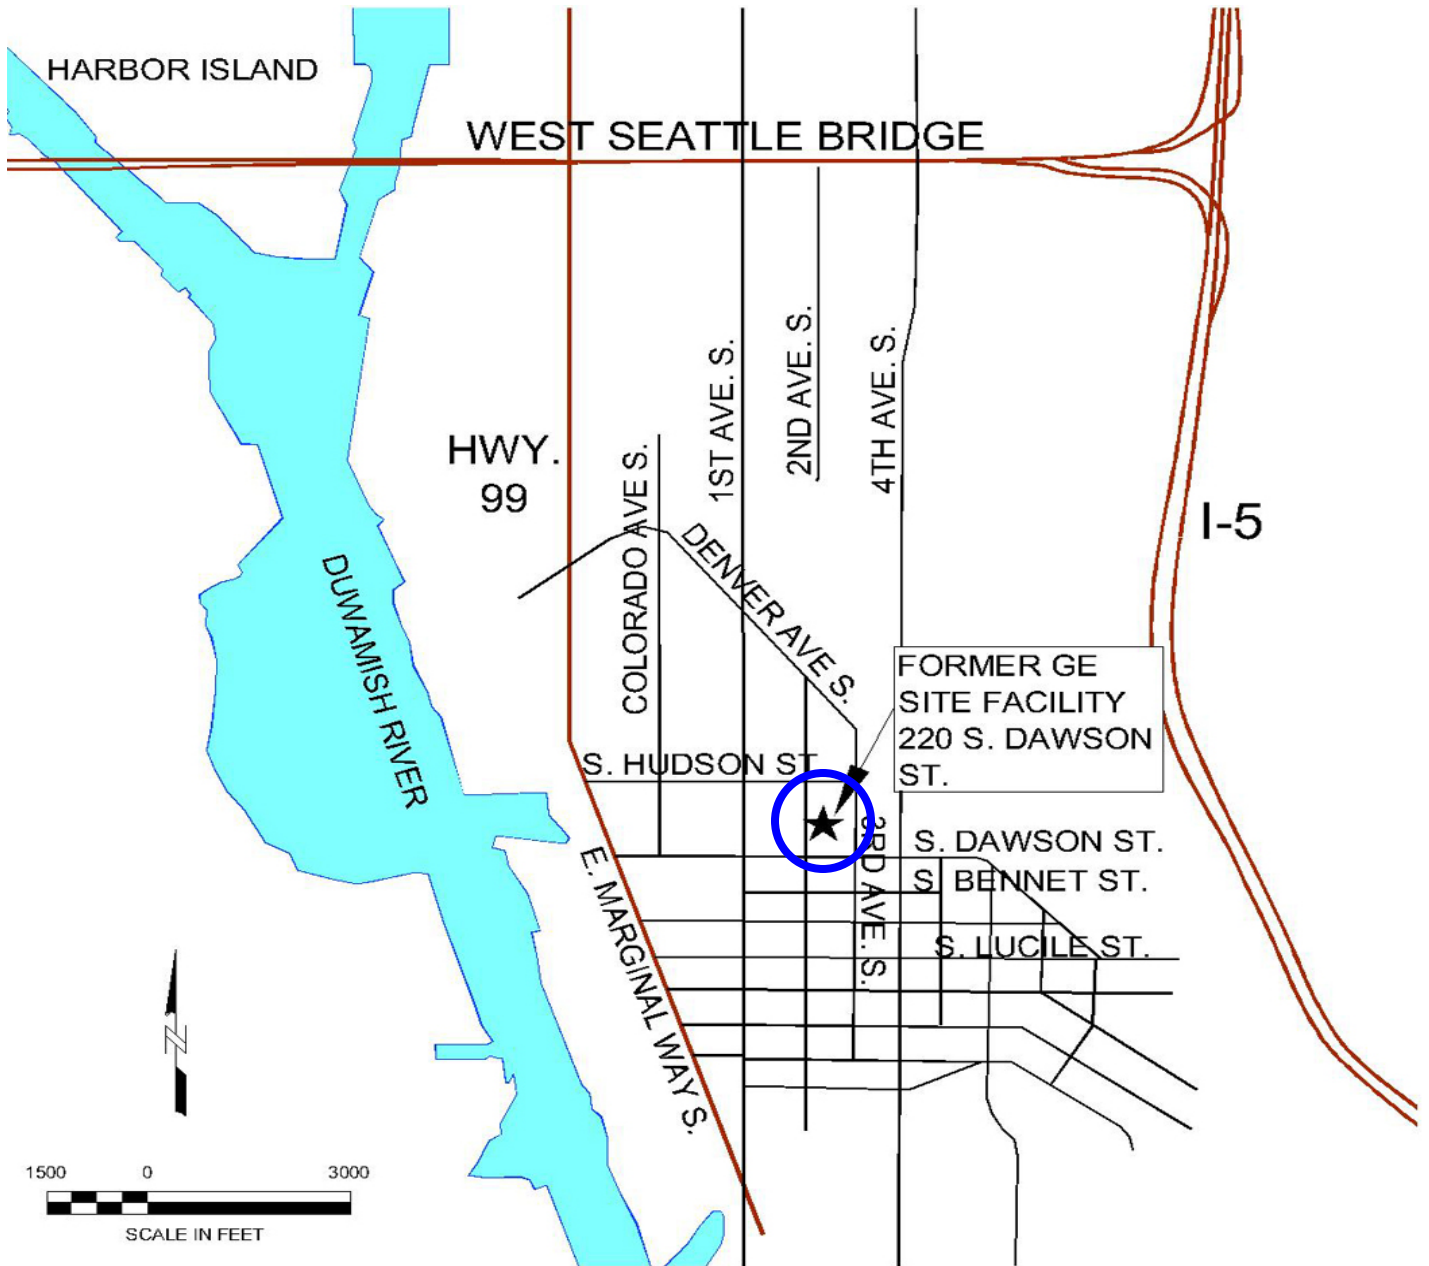 HARBOR ISLAND
WEST SEATTLE BRIDGE
1ST AVE. S.
2ND AVE. S.
4TH AVE. S.
HWY.
99
COLORADO AVE S.
I-5
DENVER AVE S.
DUWAMISH RIVER
FORMER GE
SITE FACILITY
220 S. DAWSON
ST.
S. HUDSON ST
3RD AVE. S.
S. DAWSON ST.
S. BENNET ST.
E. MARGINAL WAY S.
S. LUCILE ST.
N
1500 0 3000
SCALE IN FEET